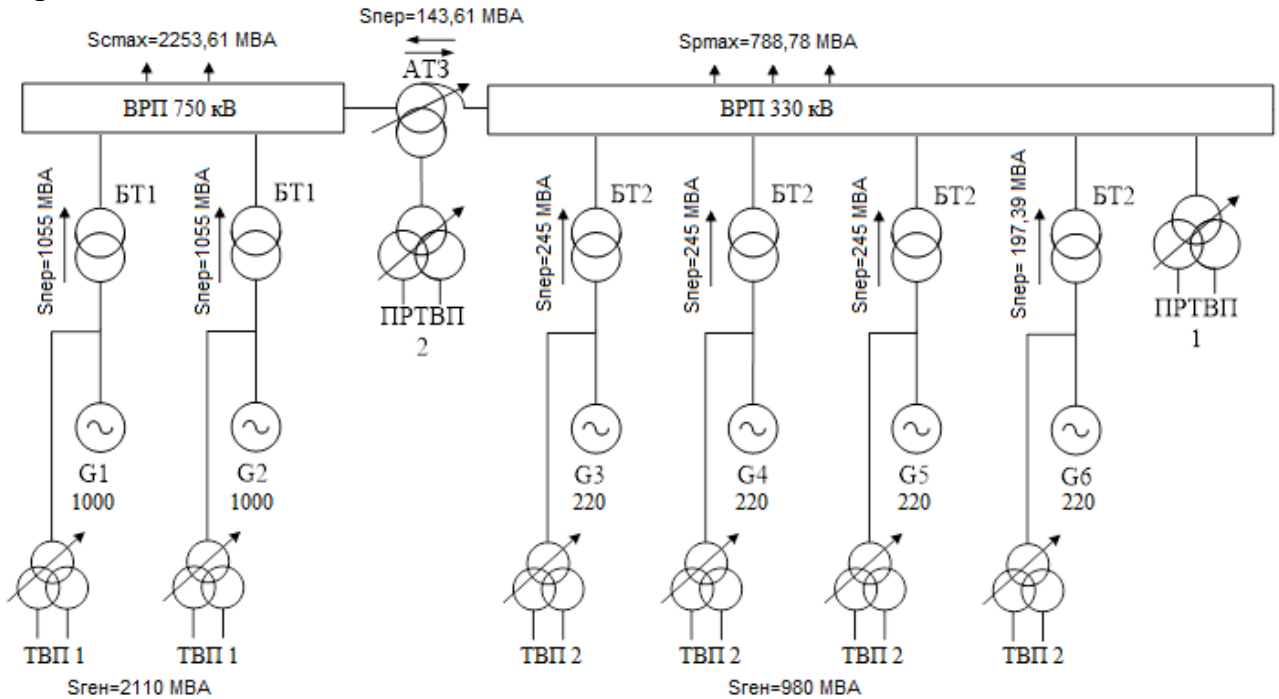 Sпер=143,61 МВА
Scmax=2253,61 МВА
Spmax=788,78 МВА
АТ3
ВРП 750 кВ
ВРП 330 кВ
Sпер=1055 МВА
БТ1
Sпер=1055 МВА
БТ1
Sпер=245 МВА
БТ2
Sпер=245 МВА
БТ2
Sпер=245 МВА
БТ2
Sпер= 197,39 МВА
БТ2
ПРТВП
2
ПРТВП
1
G1
1000
G2
1000
G3
220
G4
220
G5
220
G6
220
ТВП 1
ТВП 1
ТВП 2
ТВП 2
ТВП 2
ТВП 2
Sген=2110 МВА
Sген=980 МВА